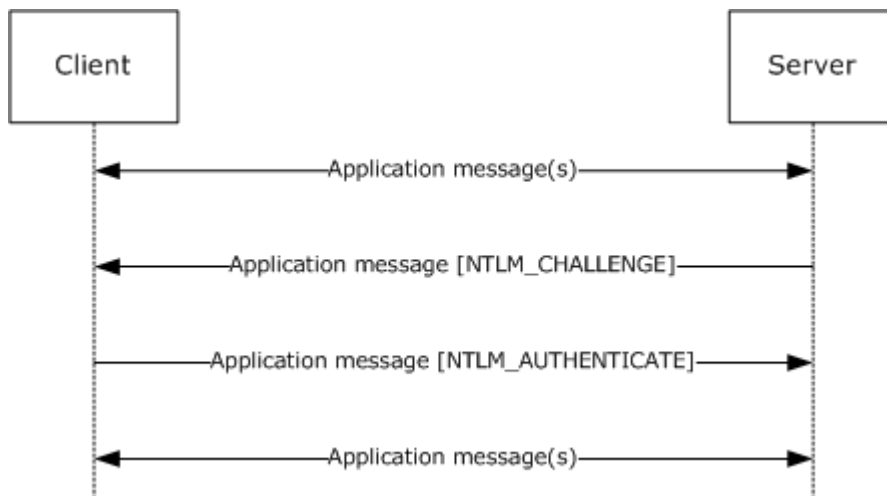 Client
Server
Application message(s)
Application message [NTLM_CHALLENGE]
Application message [NTLM_AUTHENTICATE]
Application message(s)